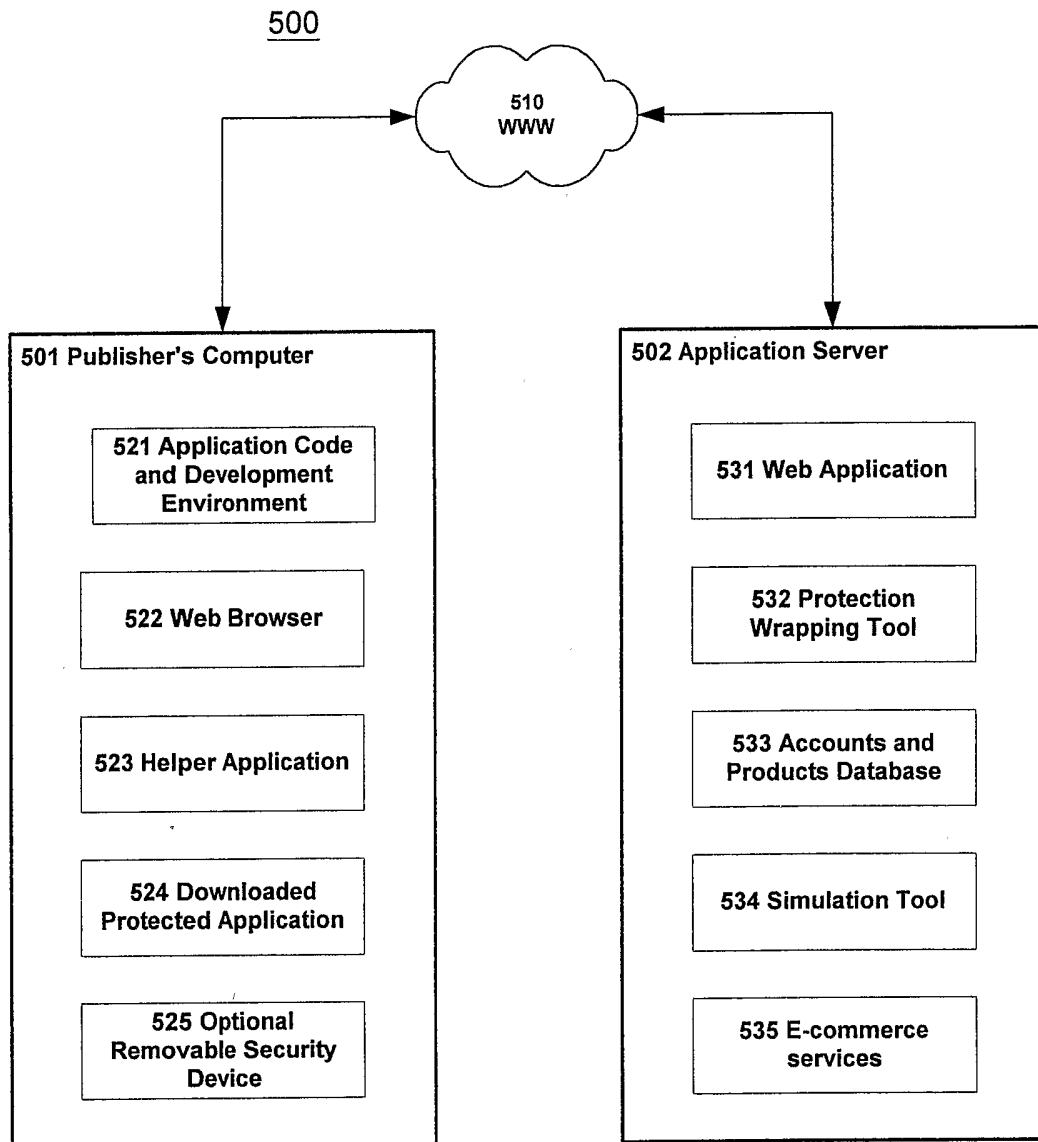 500
510
WWW
501 Publisher's Computer
521 Application Code
and Development
Environment
522 Web Browser
523 Helper Application
524 Downloaded
Protected Application
525 Optional
Removable Security
Device
502 Application Server
531 Web Application
532 Protection
Wrapping Tool
533 Accounts and
Products Database
534 Simulation Tool
535 E-commerce
services